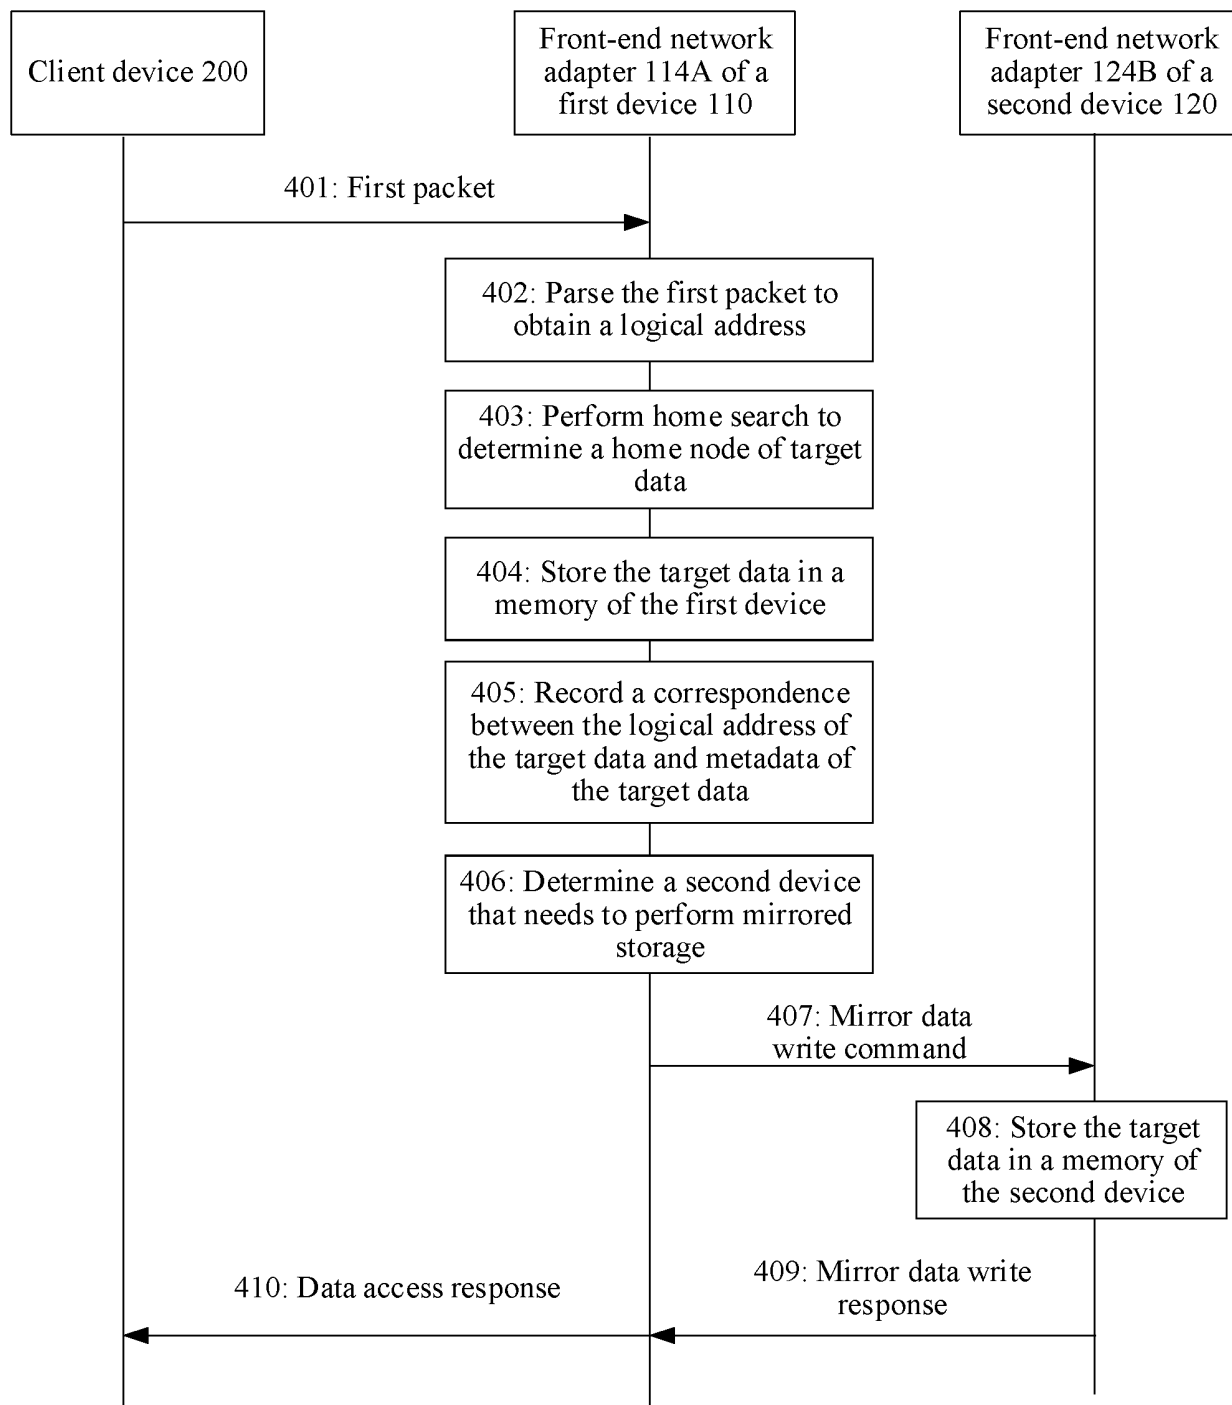 Client device 200
Front-end network
adapter 114A of a
first device 110
Front-end network
adapter 124B of a
second device 120
401: First packet
402: Parse the first packet to
obtain a logical address
403: Perform home search to
determine a home node of target
data
404: Store the target data in a
memory of the first device
405: Record a correspondence
between the logical address of
the target data and metadata of
the target data
406: Determine a second device
that needs to perform mirrored
storage
407: Mirror data
write command
408: Store the target
data in a memory of
the second device
409: Mirror data write
response
410: Data access response